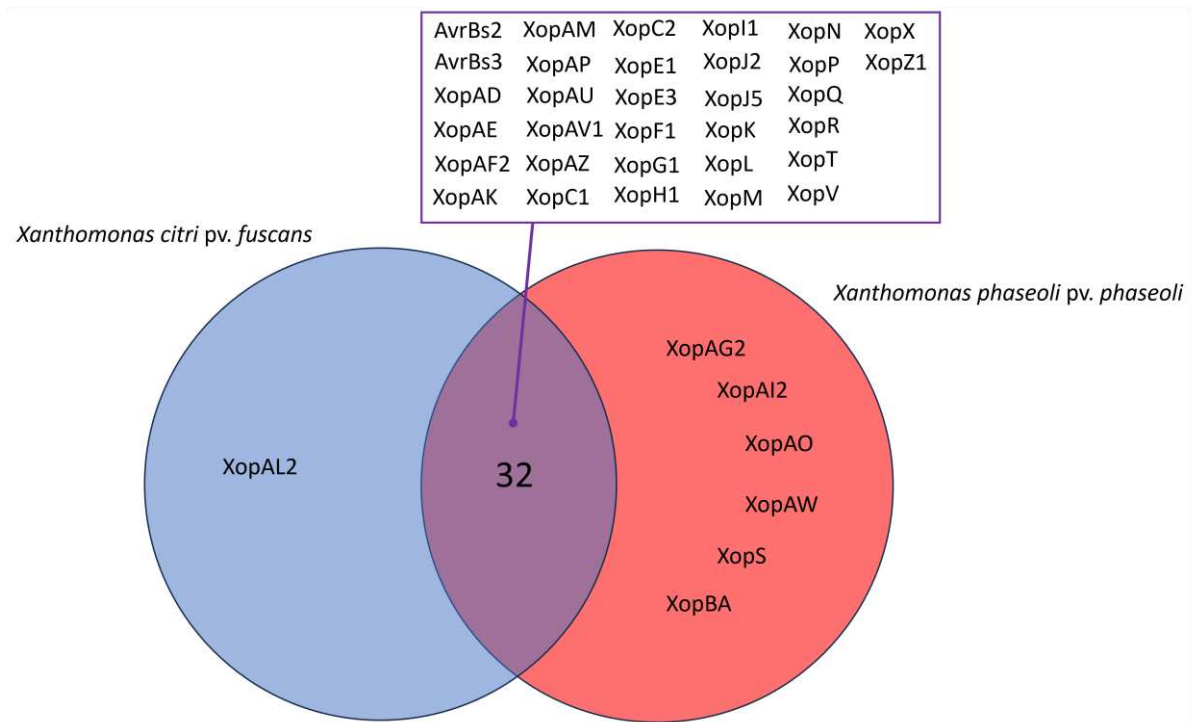 AvrBs2 XopAM XopC2 XopI1 XopN XopX
AvrBs3 XopAP XopE1 XopJ2 XopP XopZ1
XopAD XopAU XopE3 XopJ5 XopQ
XopAE XopAV1 XopF1 XopK XopR
XopAF2 XopAZ XopG1 XopL XopT
XopAK XopC1 XopH1 XopM XopV
Xanthomonas citri pv. fuscans
Xanthomonas phaseoli pv. phaseoli
XopAG2
XopAI2
XopAO
XopAL2
32
XopAW
XopS
XopBA